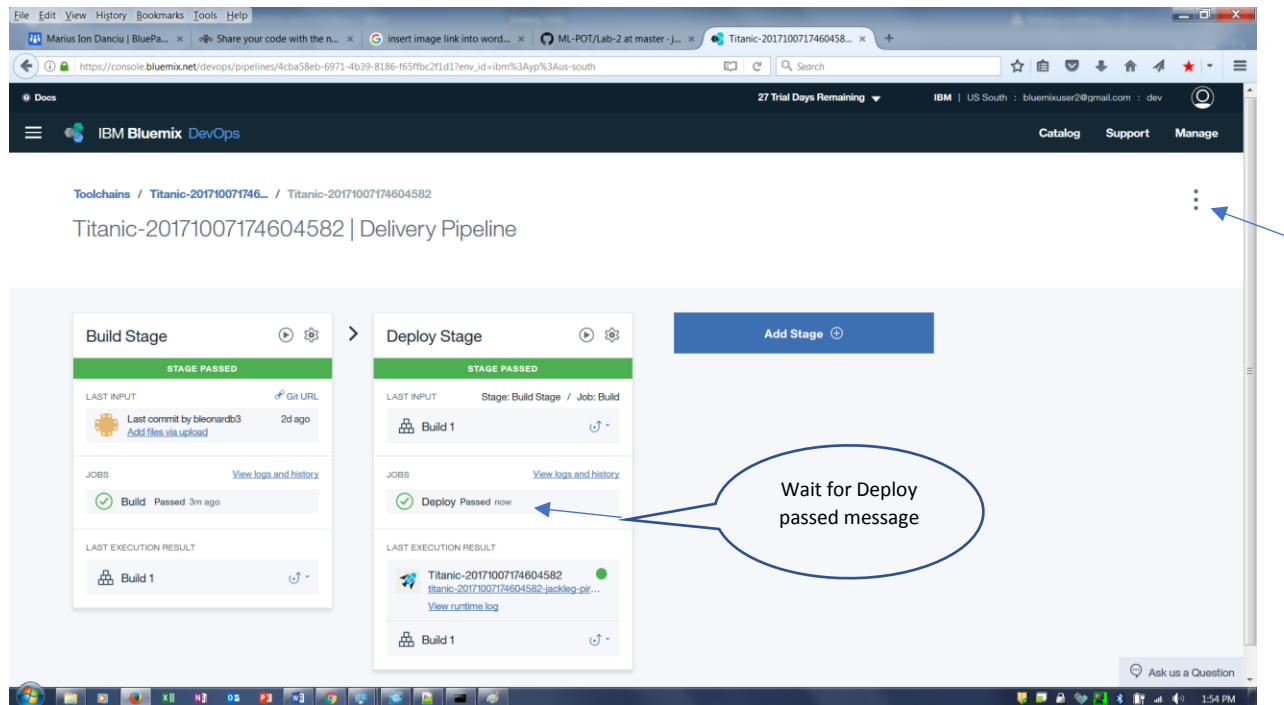 File Edit View History Bookmarks Tools Help
Marius Ion Danciu | BluePa... × Share your code with the n... × insert image link into word... × ML-POT/Lab-2 at master · j... × Titanic-2017100717460458... × +
https://console.bluemix.net/devops/pipelines/4cba58eb-6971-4b39-8186-f65ffbc2f1d1?env_id=ibm%3Ayp%3Aus-south Search
Docs 27 Trial Days Remaining IBM | US South : bluemixuser2@gmail.com : dev
IBM Bluemix DevOps Catalog Support Manage
Toolchains / Titanic-201710071746... / Titanic-20171007174604582
Titanic-20171007174604582 | Delivery Pipeline
Build Stage
STAGE PASSED
LAST INPUT Git URL
Last commit by bleonardb3 2d ago
Add files via upload
JOBS View logs and history
Build Passed 3m ago
LAST EXECUTION RESULT
Build 1
Deploy Stage
STAGE PASSED
LAST INPUT Stage: Build Stage / Job: Build
Build 1
JOBS View logs and history
Deploy Passed now
LAST EXECUTION RESULT
Titanic-20171007174604582
titanic-20171007174604582-jackleg-pir...
View runtime log
Build 1
Add Stage
Wait for Deploy
passed message
Ask us a Question
1:54 PM